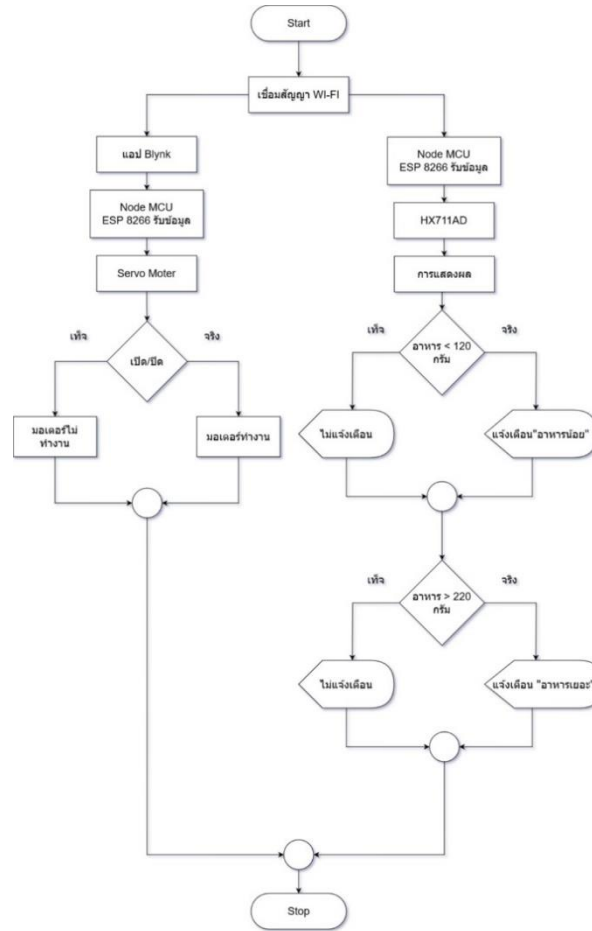 Start
เชื่อมสัญญา WI-FI
แอป Blynk
Node MCU
ESP 8266 รับข้อมูล
Servo Moter
เท็จ
จริง
เปิด/ปิด
มอเตอร์ไม่
ทำงาน
มอเตอร์ทำงาน
Node MCU
ESP 8266 รับข้อมูล
HX711AD
การแสดงผล
เท็จ
จริง
อาหาร < 120
กรัม
ไม่แจ้งเตือน
แจ้งเตือน"อาหารน้อย"
เท็จ
จริง
อาหาร > 220
กรัม
ไม่แจ้งเตือน
แจ้งเตือน "อาหารเยอะ"
Stop